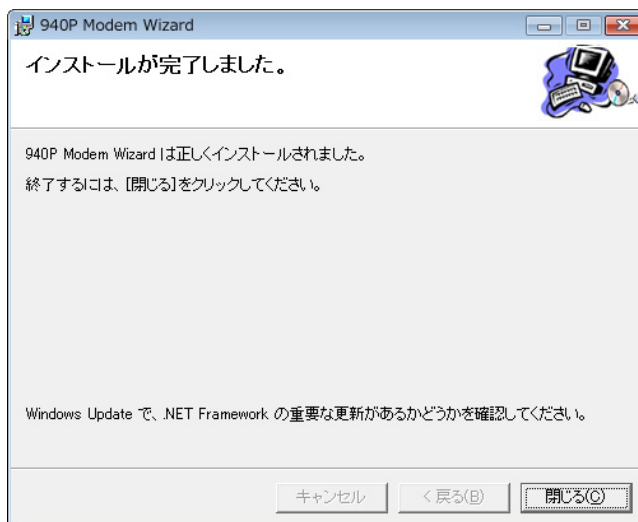 940P Modem Wizard
インストールが完了しました。
940P Modem Wizard は正しくインストールされました。
終了するには、[閉じる]をクリックしてください。
Windows Update で、.NET Framework の重要な更新があるかどうかを確認してください。
キャンセル
< 戻る(B)
閉じる(C)